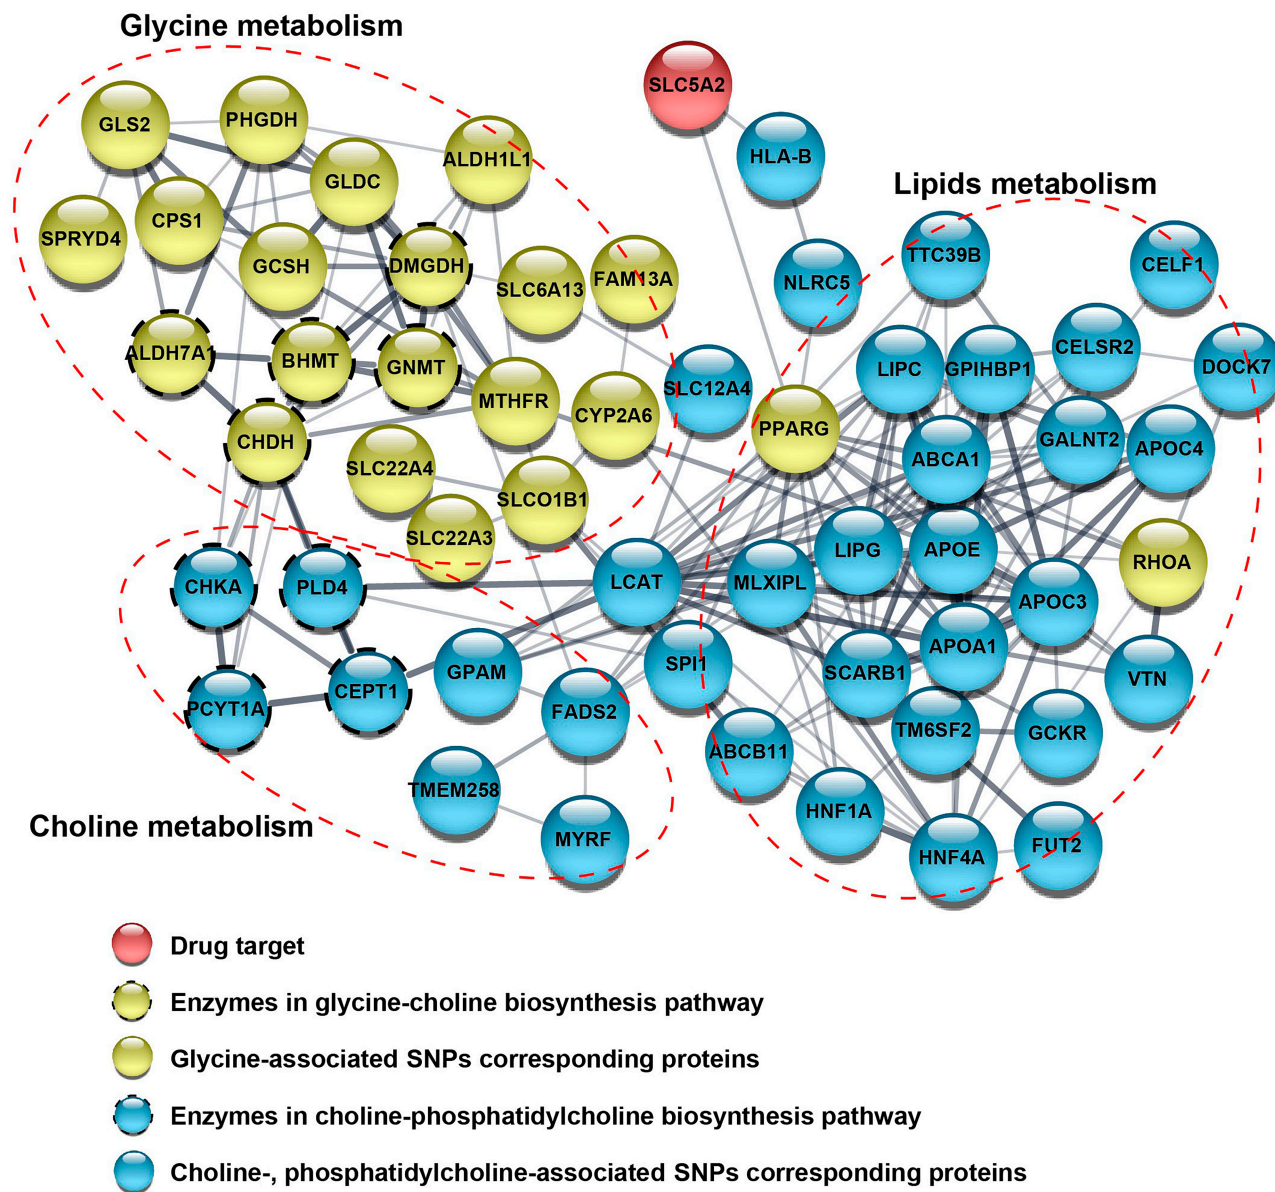 Glycine metabolism
SLC5A2
GLS2
PHGDH
HLA-B
ALDH1L1
GLDC
Lipids metabolism
CPS1
SPRYD4
TTC39B
CELF1
GCSH
DMGDH
SLC6A13
FAM13A
NLRC5
ALDH7A1
BHMT
GNMT
CELSR2
LIPC
GPIHBP1
DOCK7
SLC12A4
MTHFR
CYP2A6
PPARG
CHDH
GALNT2
APOC4
ABCA1
SLC22A4
SLCO1B1
SLC22A3
LIPG
APOE
RHOA
CHKA
PLD4
LCAT
MLXIPL
APOC3
APOA1
GPAM
SPI1
SCARB1
VTN
CEPT1
PCYT1A
FADS2
TM6SF2
GCKR
ABCB11
TMEM258
HNF1A
Choline metabolism
MYRF
HNF4A
FUT2
Drug target
Enzymes in glycine-choline biosynthesis pathway
Glycine-associated SNPs corresponding proteins
Enzymes in choline-phosphatidylcholine biosynthesis pathway
Choline-, phosphatidylcholine-associated SNPs corresponding proteins